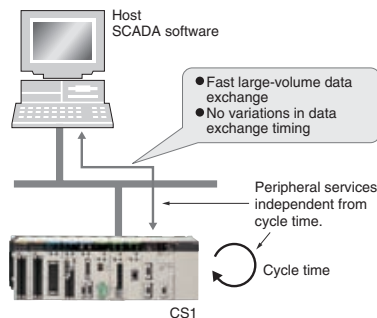 Host
SCADA software
●Fast large-volume data
exchange
●No variations in data
exchange timing
Peripheral services
independent from
cycle time.
Cycle time
CS1